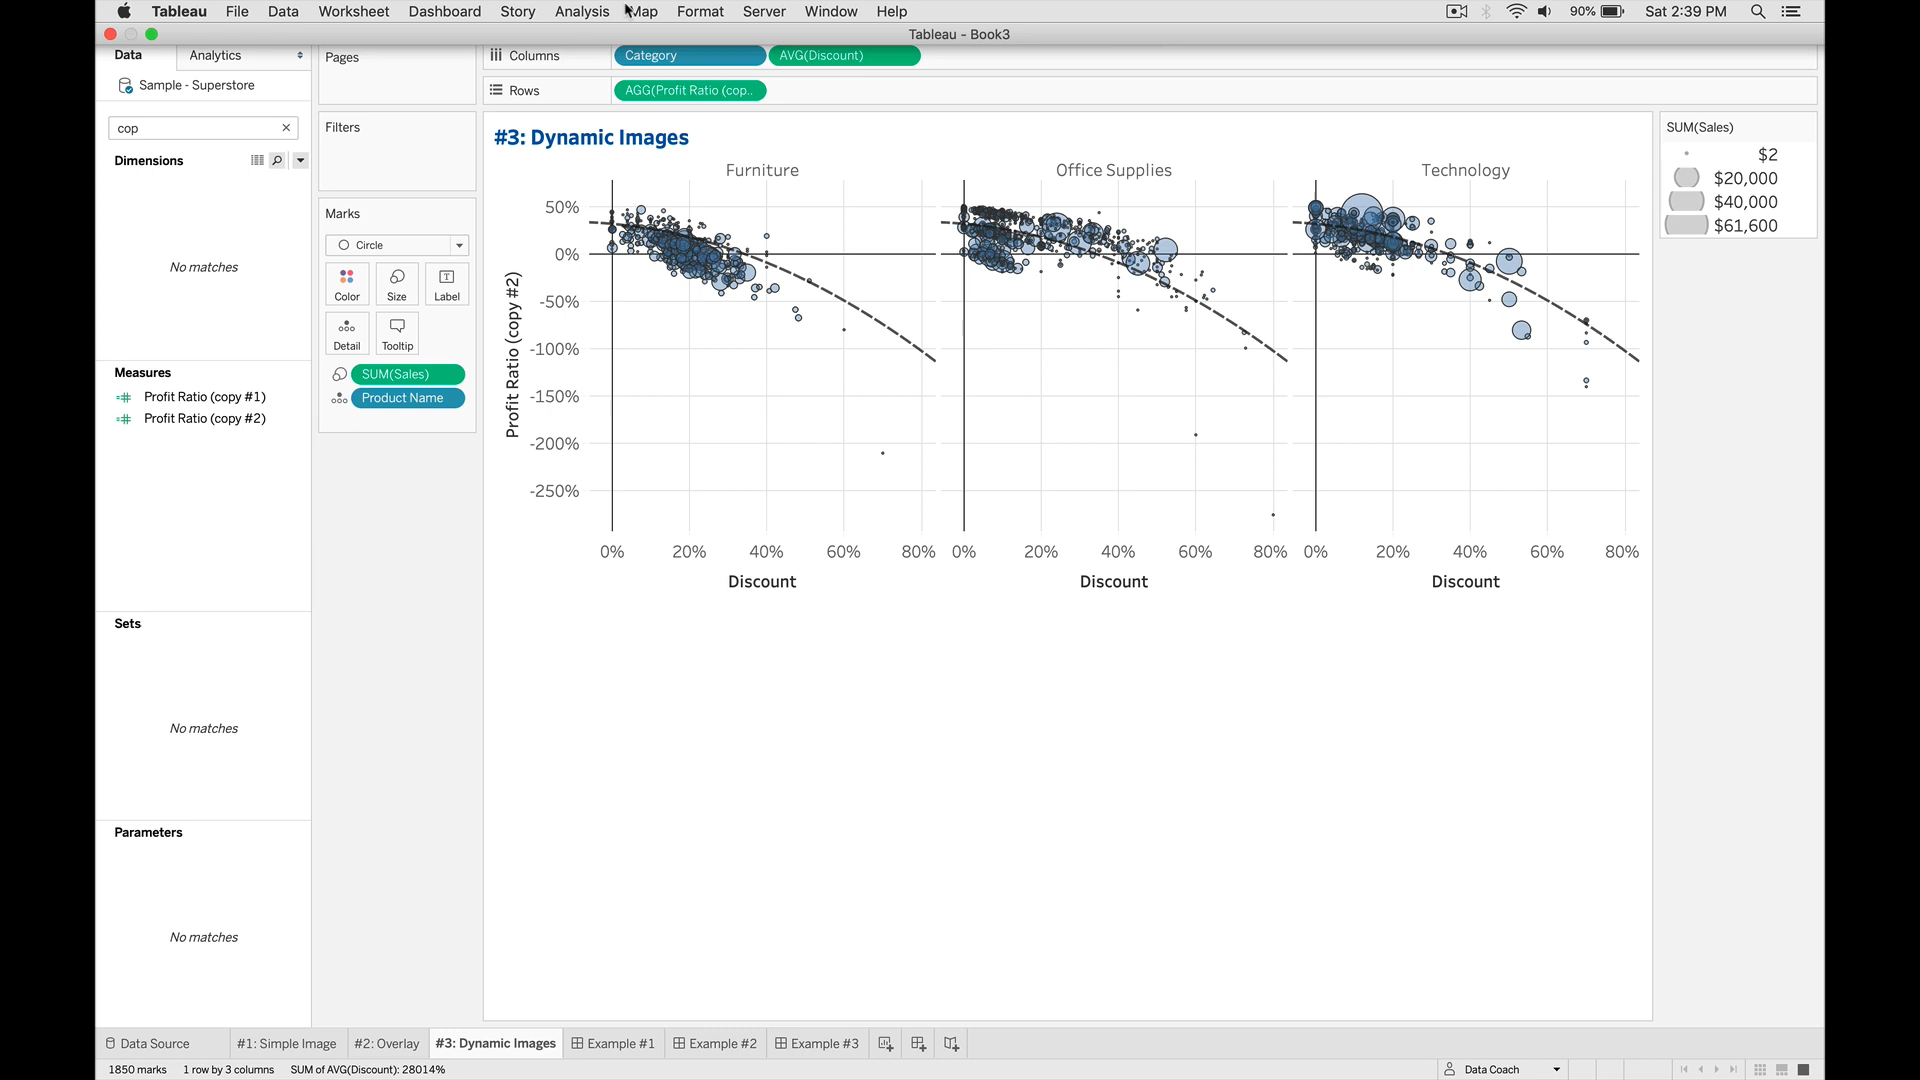 Tableau File Data Worksheet Dashboard Story Analysis Map Format Server Window Help 90% Sat 2:39 PM
Tableau - Book3
Data Analytics
Sample - Superstore
cop
Dimensions
No matches
Measures
Profit Ratio (copy #1)
Profit Ratio (copy #2)
Sets
No matches
Parameters
No matches
Pages
Filters
Marks
Circle
Color Size Label
Detail Tooltip
SUM(Sales)
Product Name
Columns Category AVG(Discount)
Rows AGG(Profit Ratio (cop..
#3: Dynamic Images
Furniture Office Supplies Technology
Profit Ratio (copy #2)
50%
0%
-50%
-100%
-150%
-200%
-250%
0% 20% 40% 60% 80% 0% 20% 40% 60% 80% 0% 20% 40% 60% 80%
Discount Discount Discount
SUM(Sales)
$2
$20,000
$40,000
$61,600
Data Source #1: Simple Image #2: Overlay #3: Dynamic Images Example #1 Example #2 Example #3
1850 marks 1 row by 3 columns SUM of AVG(Discount): 28014% Data Coach